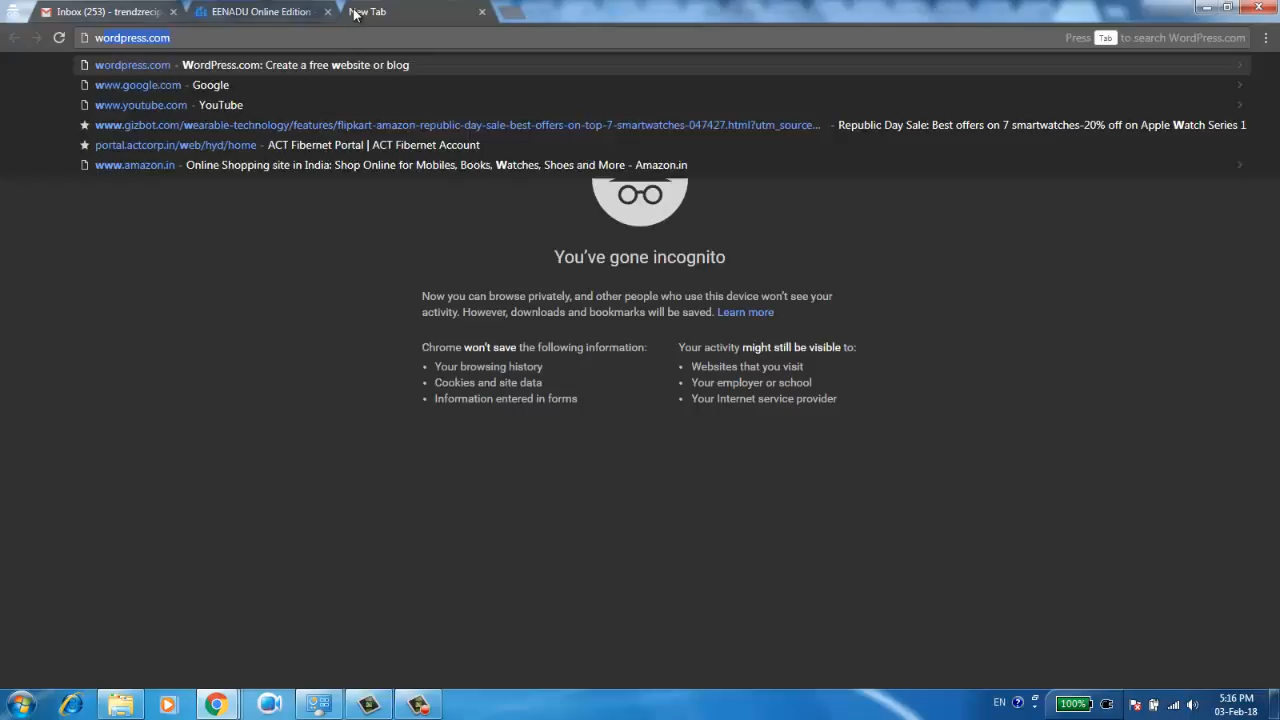 Inbox (253) - trendzrecip
EENADU Online Edition
New Tab
wordpress.com
Press Tab to search WordPress.com
wordpress.com - WordPress.com: Create a free website or blog
www.google.com - Google
www.youtube.com - YouTube
www.gizbot.com/wearable-technology/features/flipkart-amazon-republic-day-sale-best-offers-on-top-7-smartwatches-047427.html?utm_source... - Republic Day Sale: Best offers on 7 smartwatches-20% off on Apple Watch Series 1
portal.actcorp.in/web/hyd/home - ACT Fibernet Portal | ACT Fibernet Account
www.amazon.in - Online Shopping site in India: Shop Online for Mobiles, Books, Watches, Shoes and More - Amazon.in
You've gone incognito
Now you can browse privately, and other people who use this device won't see your
activity. However, downloads and bookmarks will be saved. Learn more
Chrome won't save the following information:
Your browsing history
Cookies and site data
Information entered in forms
Your activity might still be visible to:
Websites that you visit
Your employer or school
Your Internet service provider
EN
100%
5:16 PM
03-Feb-18